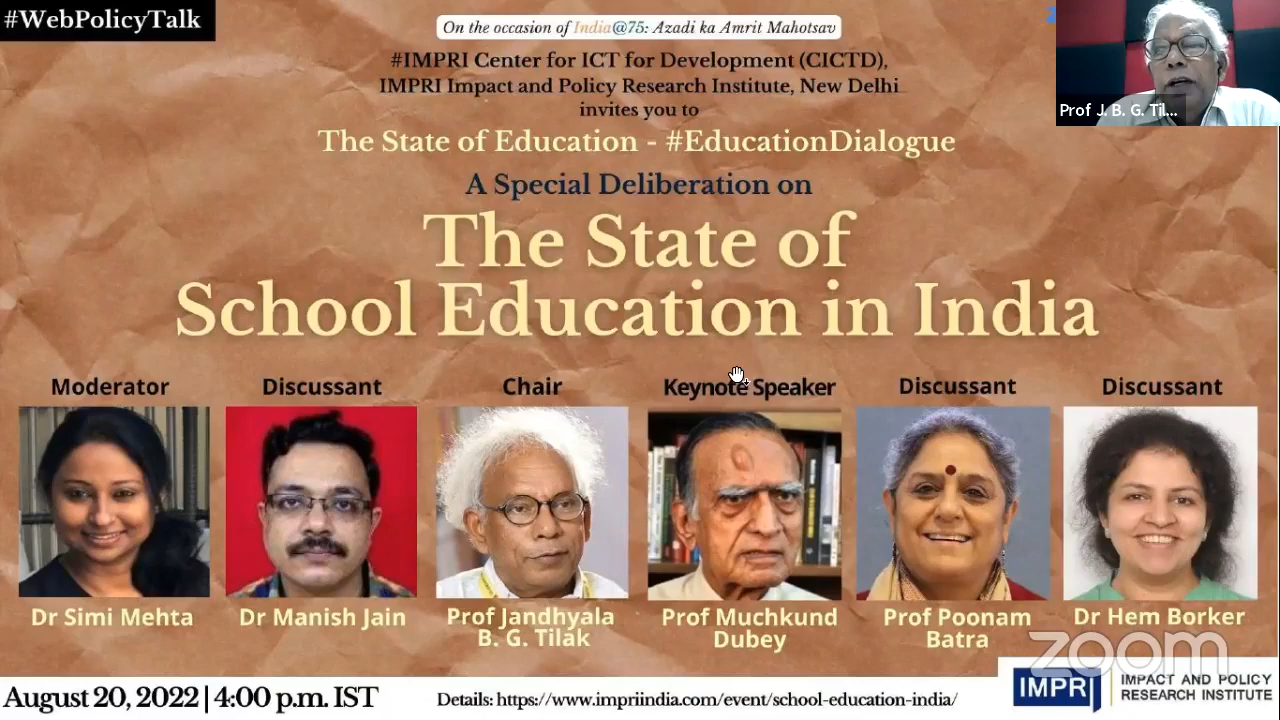 #WebPolicyTalk
On the occasion of India@75: Azadi ka Amrit Mahotsav
#IMPRI Center for ICT for Development (CICTD),
IMPRI Impact and Policy Research Institute, New Delhi
invites you to
Prof J. B. G. Til...
The State of Education - #EducationDialogue
A Special Deliberation on
The State of
School Education in India
Moderator
Discussant
Chair
Keynote Speaker
Discussant
Discussant
Dr Simi Mehta
Dr Manish Jain
Prof Jandhyala
B. G. Tilak
Prof Muchkund
Dubey
Prof Poonam
Batra
Dr Hem Borker
zoom
August 20, 2022 | 4:00 p.m. IST
Details: https://www.impriindia.com/event/school-education-india/
IMPRI
IMPACT AND POLICY
RESEARCH INSTITUTE